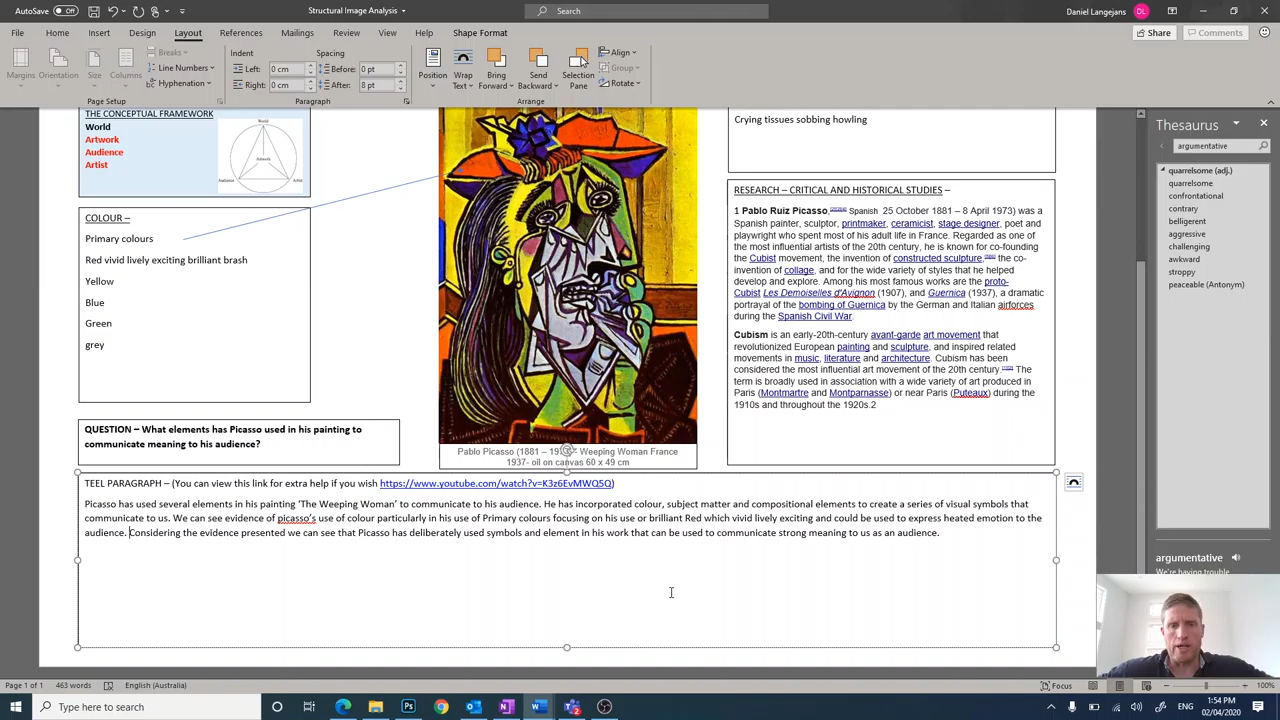 AutoSave Off
Structural Image Analysis
Search
Daniel Langejans DL
File Home Insert Design Layout References Mailings Review View Help Shape Format
Share Comments
Margins Orientation Size Columns
Breaks
Line Numbers
Hyphenation
Page Setup
Indent Spacing
Left: 0 cm Before: 0 pt
Right: 0 cm After: 8 pt
Paragraph
Position Wrap Text Bring Forward Send Backward Selection Pane
Align
Group
Rotate
Arrange
THE CONCEPTUAL FRAMEWORK
World
Artwork
Audience
Artist
World
Artwork
Audience Artist
COLOUR –
Primary colours
Red vivid lively exciting brilliant brash
Yellow
Blue
Green
grey
QUESTION – What elements has Picasso used in his painting to
communicate meaning to his audience?
Weeping Woman France
1937- oil on canvas 60 x 49 cm
Crying tissues sobbing howling
RESEARCH – CRITICAL AND HISTORICAL STUDIES –
1 Pablo Ruiz Picasso, Spanish 25 October 1881 – 8 April 1973) was a
Spanish painter, sculptor, printmaker, ceramicist, stage designer, poet and
playwright who spent most of his adult life in France. Regarded as one of
the most influential artists of the 20th century, he is known for co-founding
the Cubist movement, the invention of constructed sculpture, the co-
invention of collage, and for the wide variety of styles that he helped
develop and explore. Among his most famous works are the proto-
Cubist Les Demoiselles d'Avignon (1907), and Guernica (1937), a dramatic
portrayal of the bombing of Guernica by the German and Italian airforces
during the Spanish Civil War.
Cubism is an early-20th-century avant-garde art movement that
revolutionized European painting and sculpture, and inspired related
movements in music, literature and architecture. Cubism has been
considered the most influential art movement of the 20th century. The
term is broadly used in association with a wide variety of art produced in
Paris (Montmartre and Montparnasse) or near Paris (Puteaux) during the
1910s and throughout the 1920s.2
TEEL PARAGRAPH – (You can view this link for extra help if you wish https://www.youtube.com/watch?v=K3z6EvMWQ5Q)
Picasso has used several elements in his painting ‘The Weeping Woman’ to communicate to his audience. He has incorporated colour, subject matter and compositional elements to create a series of visual symbols that
communicate to us. We can see evidence of picasso’s use of colour particularly in his use of Primary colours focusing on his use or brilliant Red which vivid lively exciting and could be used to express heated emotion to the
audience. Considering the evidence presented we can see that Picasso has deliberately used symbols and element in his work that can be used to communicate strong meaning to us as an audience.
Thesaurus
argumentative
quarrelsome (adj.)
quarrelsome
confrontational
contrary
belligerent
aggressive
challenging
awkward
stroppy
peaceable (Antonym)
argumentative
We're having trouble
Page 1 of 1 463 words English (Australia)
Focus 100%
Type here to search
1:54 PM
02/04/2020